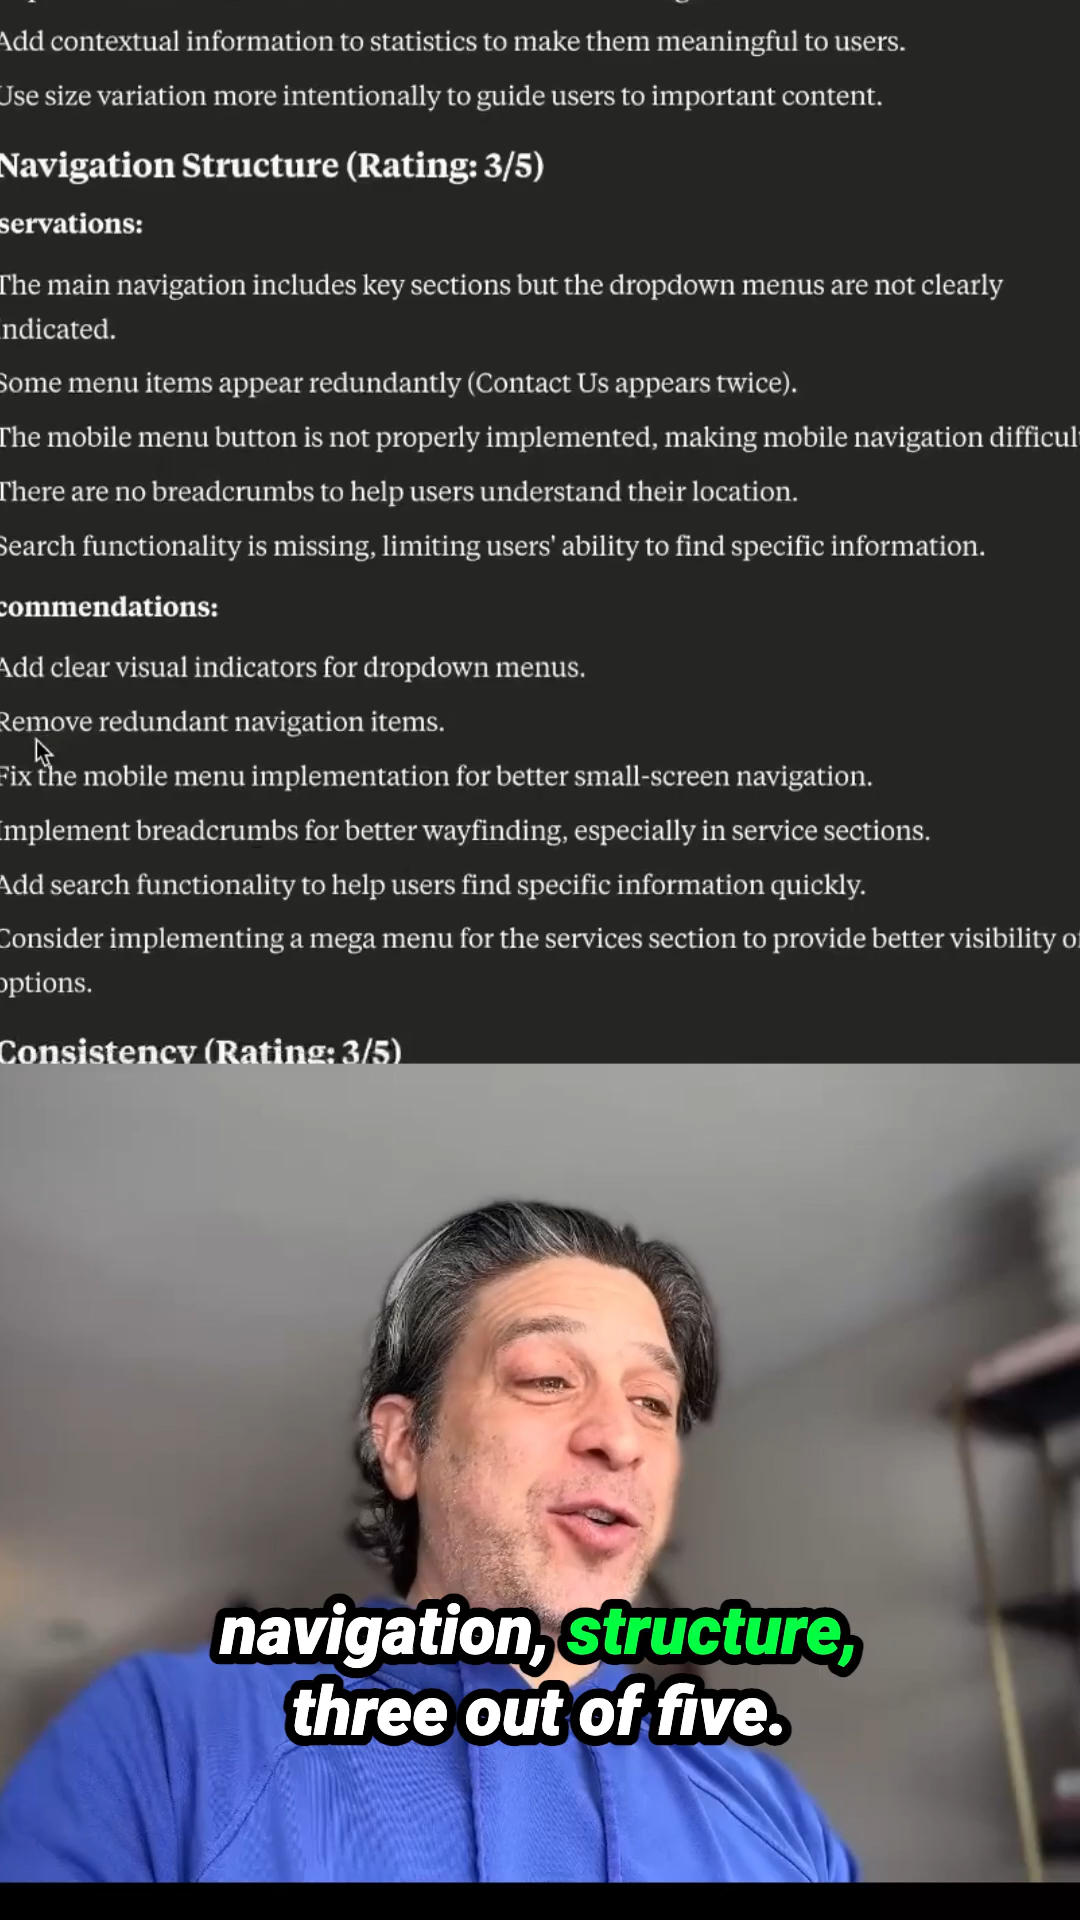 Add contextual information to statistics to make them meaningful to users.
Use size variation more intentionally to guide users to important content.
Navigation Structure (Rating: 3/5)
servations:
The main navigation includes key sections but the dropdown menus are not clearly
indicated.
Some menu items appear redundantly (Contact Us appears twice).
The mobile menu button is not properly implemented, making mobile navigation difficul
There are no breadcrumbs to help users understand their location.
Search functionality is missing, limiting users' ability to find specific information.
commendations:
Add clear visual indicators for dropdown menus.
Remove redundant navigation items.
Fix the mobile menu implementation for better small-screen navigation.
Implement breadcrumbs for better wayfinding, especially in service sections.
Add search functionality to help users find specific information quickly.
Consider implementing a mega menu for the services section to provide better visibility of
options.
Consistency (Rating: 3/5)
navigation, structure,
three out of five.